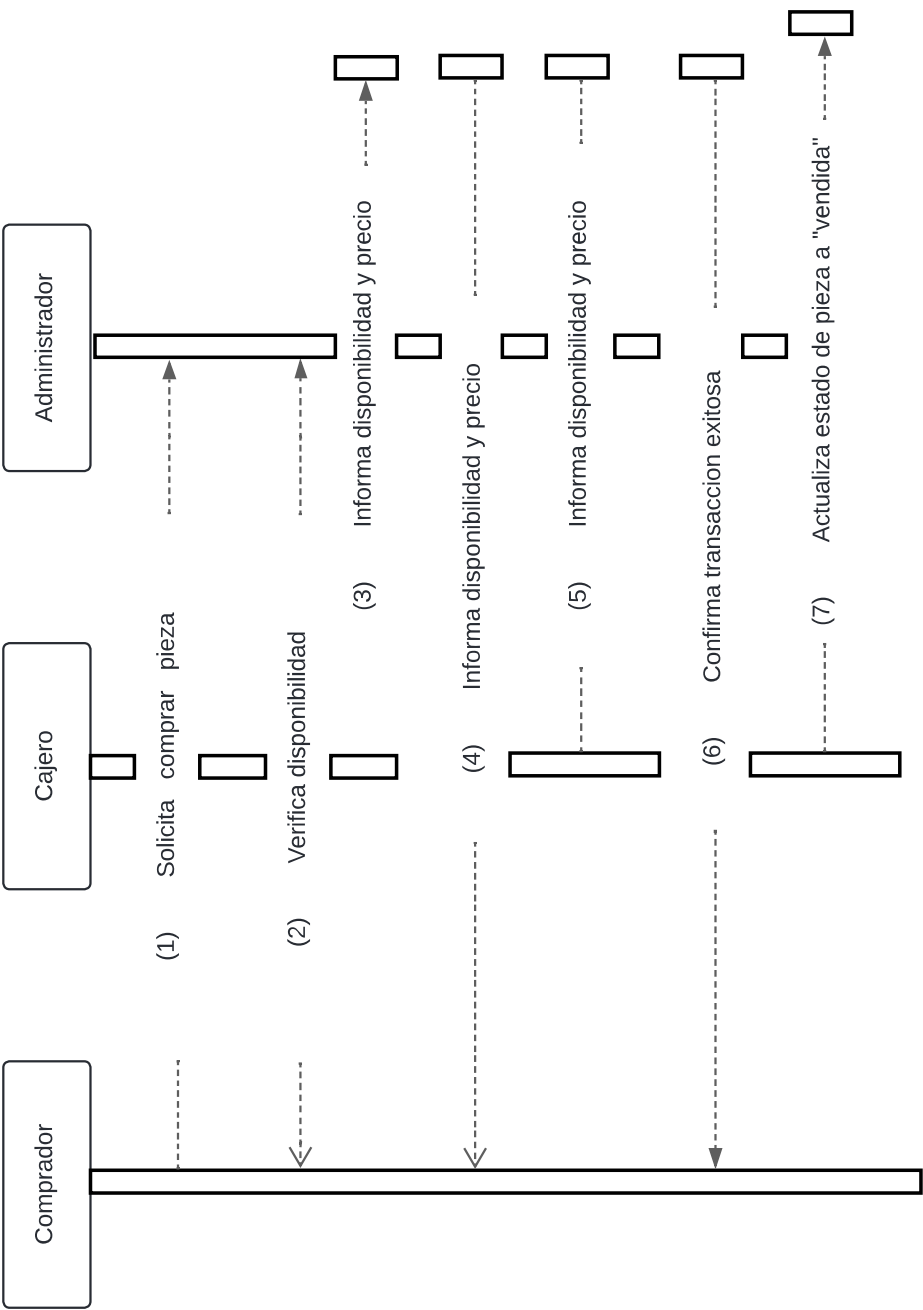 Comprador
Cajero
Administrador
(1) Solicita comprar pieza
(2) Verifica disponibilidad
(3) Informa disponibilidad y precio
(4) Informa disponibilidad y precio
(5) Informa disponibilidad y precio
(6) Confirma transaccion exitosa
(7) Actualiza estado de pieza a "vendida"